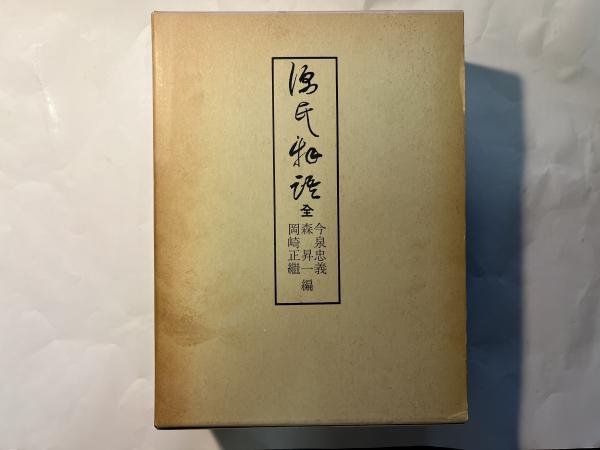 源氏物語
全
今泉忠義
森昇一
岡崎正繼
編